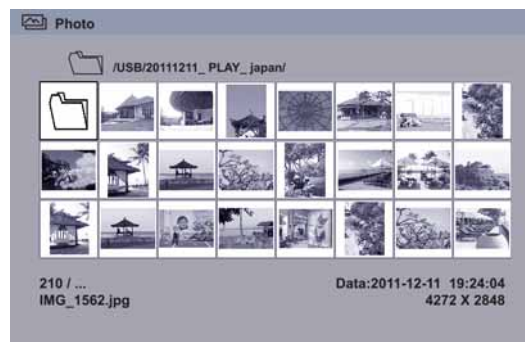 Photo
/USB/20111211_ PLAY_ japan/
210 / ...
Data:2011-12-11 19:24:04
IMG_1562.jpg
4272 X 2848